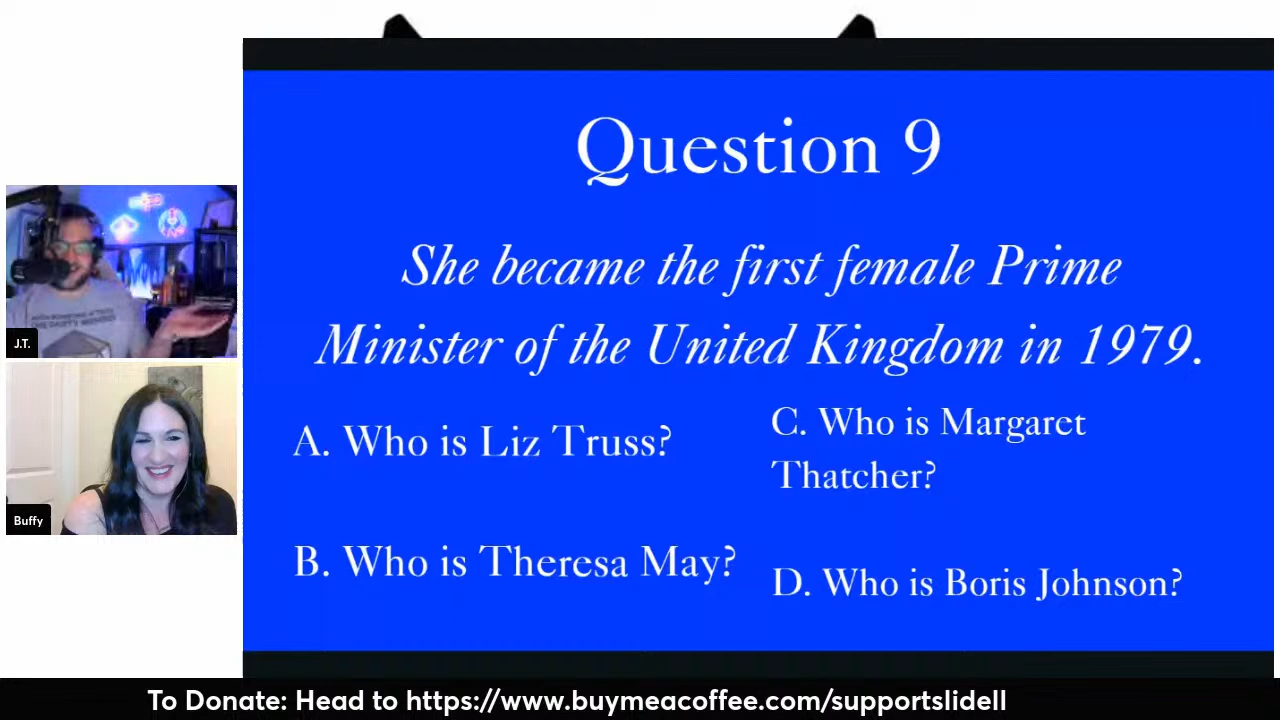 Question 9
She became the first female Prime
Minister of the United Kingdom in 1979.
A. Who is Liz Truss?
C. Who is Margaret
Thatcher?
B. Who is Theresa May?
D. Who is Boris Johnson?
J.T.
Buffy
To Donate: Head to https://www.buymeacoffee.com/supportslidell